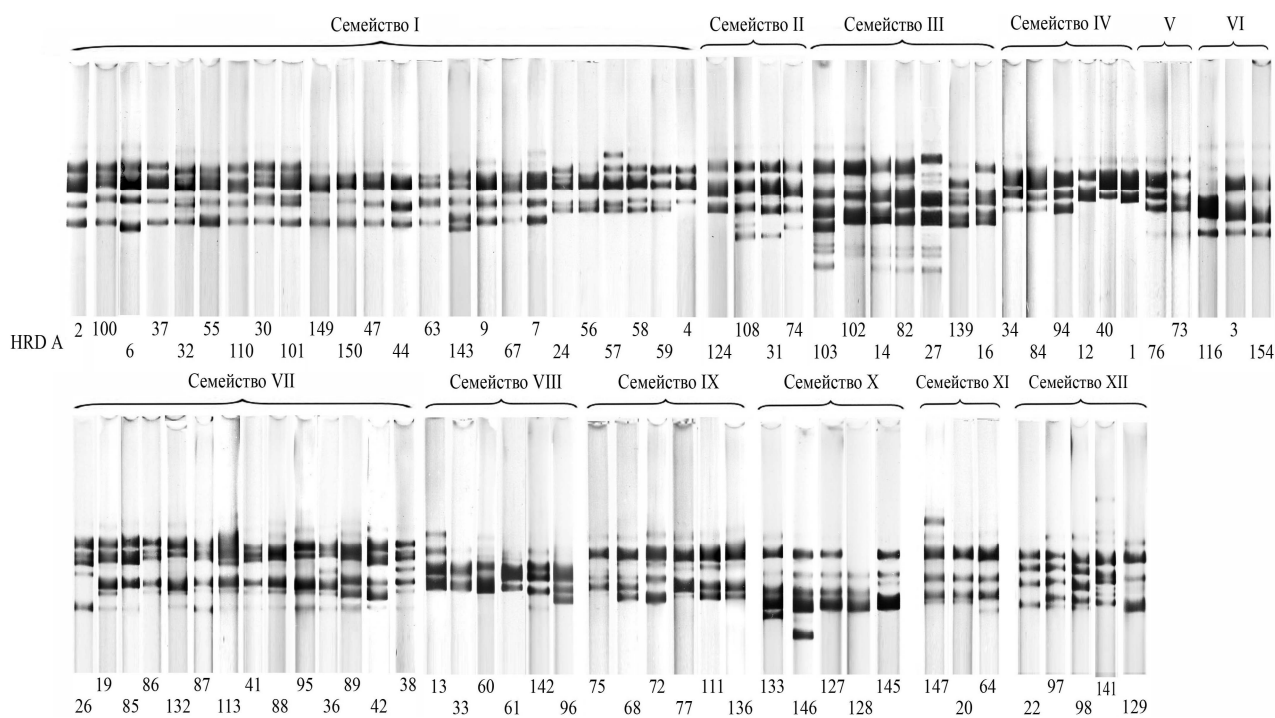 Семейство I Семейство II Семейство III Семейство IV V VI
2 100 37 55 30 149 47 63 9 7 56 58 4 108 74 102 82 139 34 94 40 73 3
HRD A 6 32 110 101 150 44 143 67 24 57 59 124 31 103 14 27 16 84 12 1 76 116 154
Семейство VII Семейство VIII Семейство IX Семейство X Семейство XI Семейство XII
19 86 87 41 95 89 38 13 60 142 75 72 111 133 127 145 147 64 97 141
26 85 132 113 88 36 42 33 61 96 68 77 136 146 128 20 22 98 129